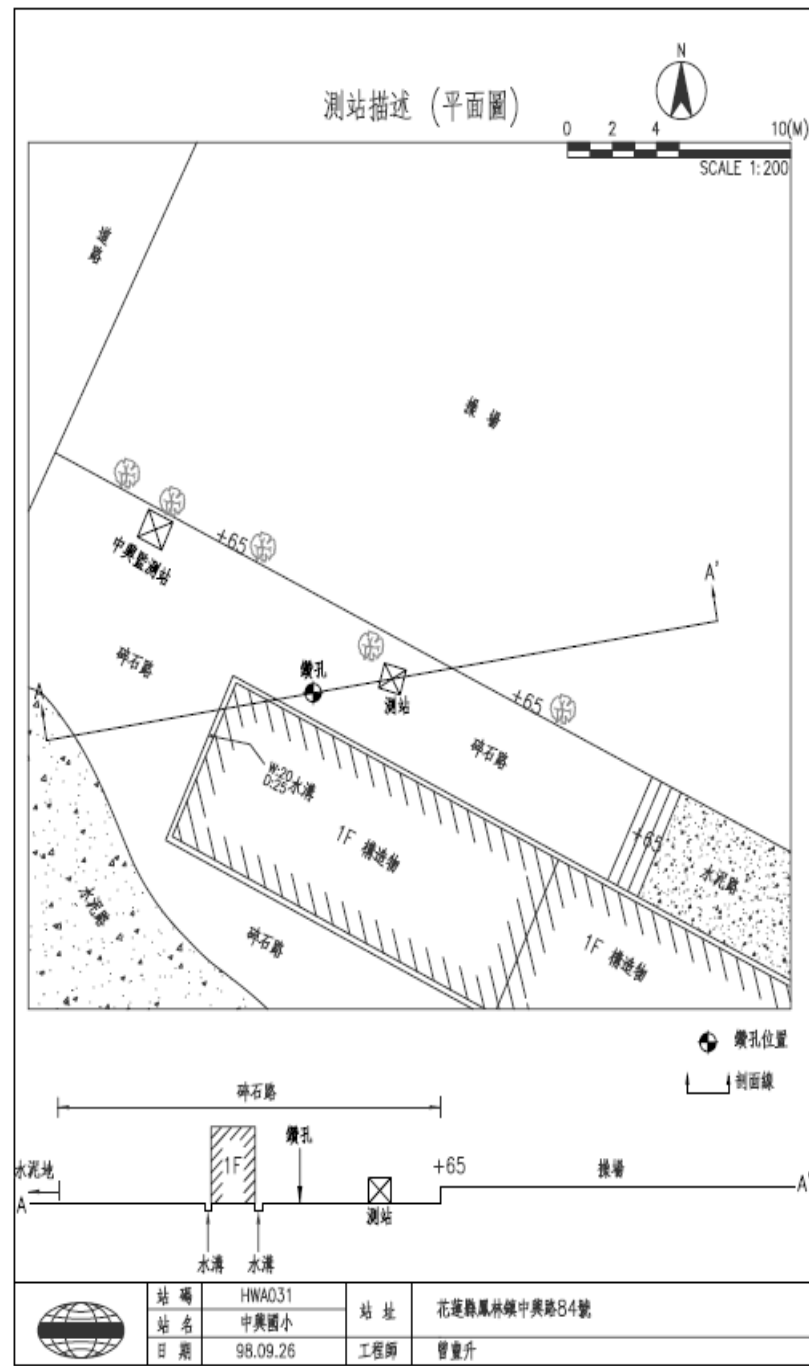 N
測站描述 (平面圖)
0 2 4 10(M)
SCALE 1:200
道路
操場
+65
中興監測站
A'
碎石路
鑽孔
測站
+65
A
碎石路
W:20
D:25 水溝
1F 構造物
+65
水泥路
水泥路
碎石路
1F 構造物
鑽孔位置
剖面線
碎石路
鑽孔
水泥地
1F
+65
操場
A
A'
測站
水溝 水溝
站碼 HWA031
站名 中興國小
日期 98.09.26
站址 花蓮縣鳳林鎮中興路84號
工程師